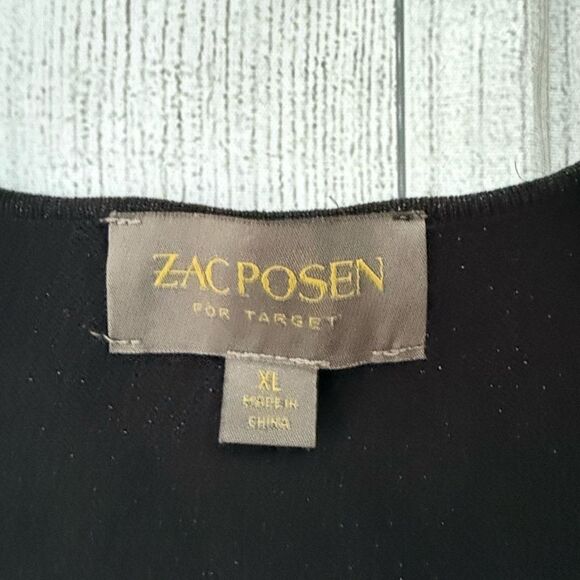 ZAC POSEN
FOR TARGET
XL
MADE IN
CHINA